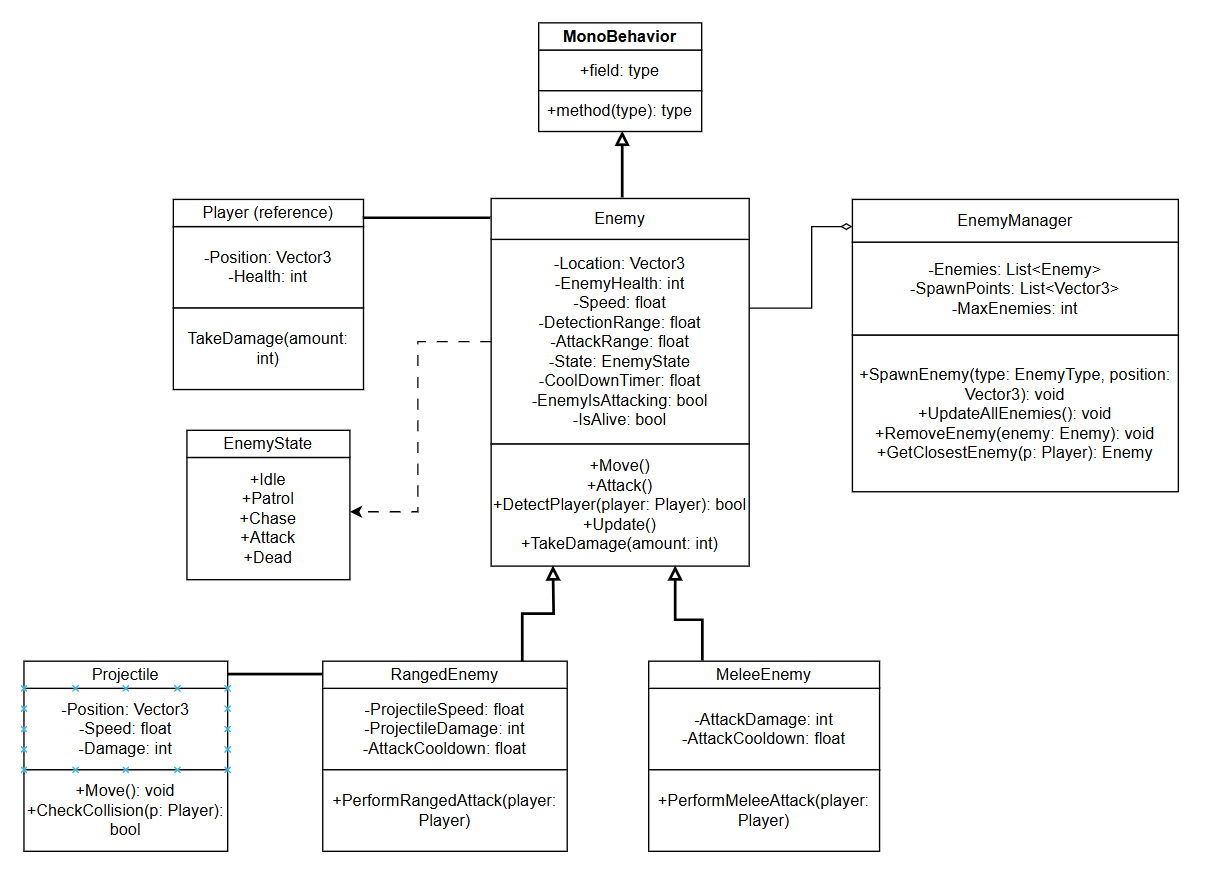 MonoBehavior
+field: type
+method(type): type
Player (reference)
-Position: Vector3
-Health: int
TakeDamage(amount:
int)
Enemy
-Location: Vector3
-EnemyHealth: int
-Speed: float
-DetectionRange: float
-AttackRange: float
-State: EnemyState
-CoolDownTimer: float
-EnemyIsAttacking: bool
-IsAlive: bool
+Move()
+Attack()
+DetectPlayer(player: Player): bool
+Update()
+TakeDamage(amount: int)
EnemyManager
-Enemies: List<Enemy>
-SpawnPoints: List<Vector3>
-MaxEnemies: int
+SpawnEnemy(type: EnemyType, position:
Vector3): void
+UpdateAllEnemies(): void
+RemoveEnemy(enemy: Enemy): void
+GetClosestEnemy(p: Player): Enemy
EnemyState
+Idle
+Patrol
+Chase
+Attack
+Dead
Projectile
-Position: Vector3
-Speed: float
-Damage: int
+Move(): void
+CheckCollision(p: Player):
bool
RangedEnemy
-ProjectileSpeed: float
-ProjectileDamage: int
-AttackCooldown: float
+PerformRangedAttack(player:
Player)
MeleeEnemy
-AttackDamage: int
-AttackCooldown: float
+PerformMeleeAttack(player:
Player)